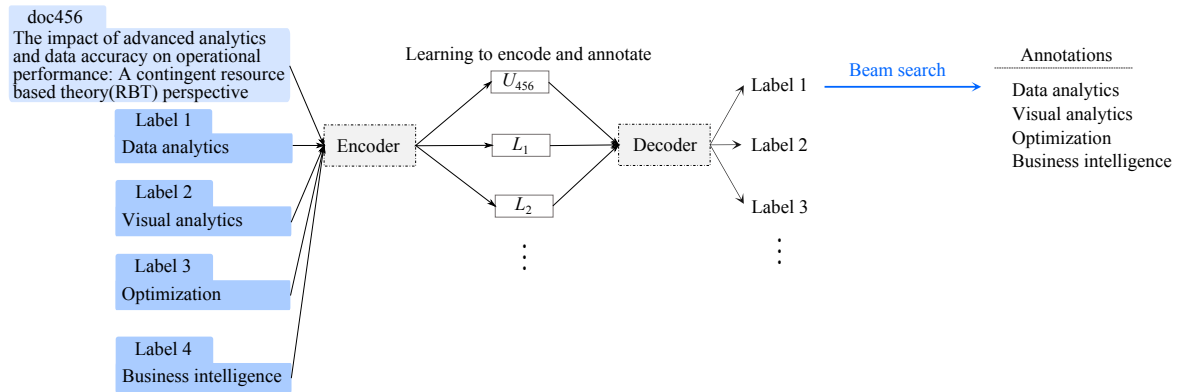 doc456
The impact of advanced analytics
and data accuracy on operational
performance: A contingent resource
based theory(RBT) perspective
Label 1
Data analytics
Label 2
Visual analytics
Label 3
Optimization
Label 4
Business intelligence
Encoder
Learning to encode and annotate
U456
L1
L2
⋮
Decoder
Label 1
Label 2
Label 3
⋮
Beam search
Annotations
Data analytics
Visual analytics
Optimization
Business intelligence